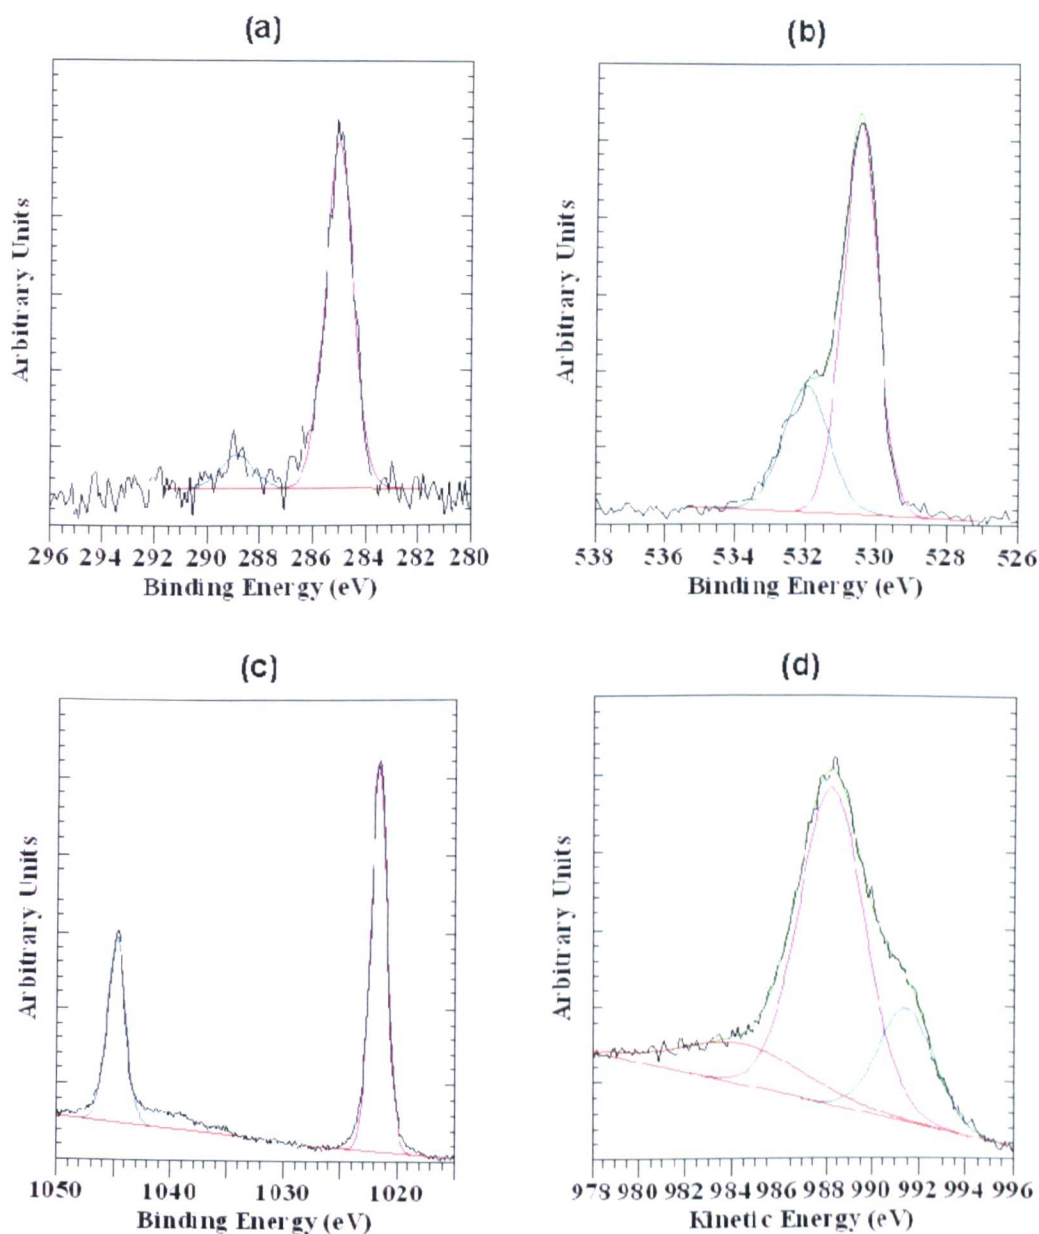 (a)
(b)
Arbitrary Units
Arbitrary Units
296 294 292 290 288 286 284 282 280
538 536 534 532 530 528 526
Binding Energy (eV)
Binding Energy (eV)
(c)
(d)
Arbitrary Units
Arbitrary Units
1050 1040 1030 1020
978 980 982 984 986 988 990 992 994 996
Binding Energy (eV)
Kinetic Energy (eV)